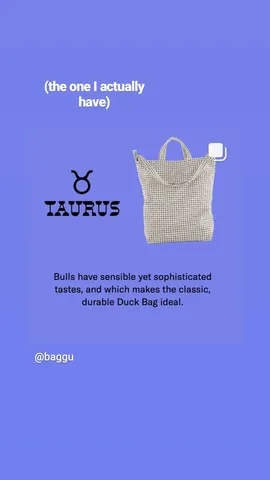 (the one I actually
have)
TAURUS
Bulls have sensible yet sophisticated
tastes, and which makes the classic,
durable Duck Bag ideal.
@baggu